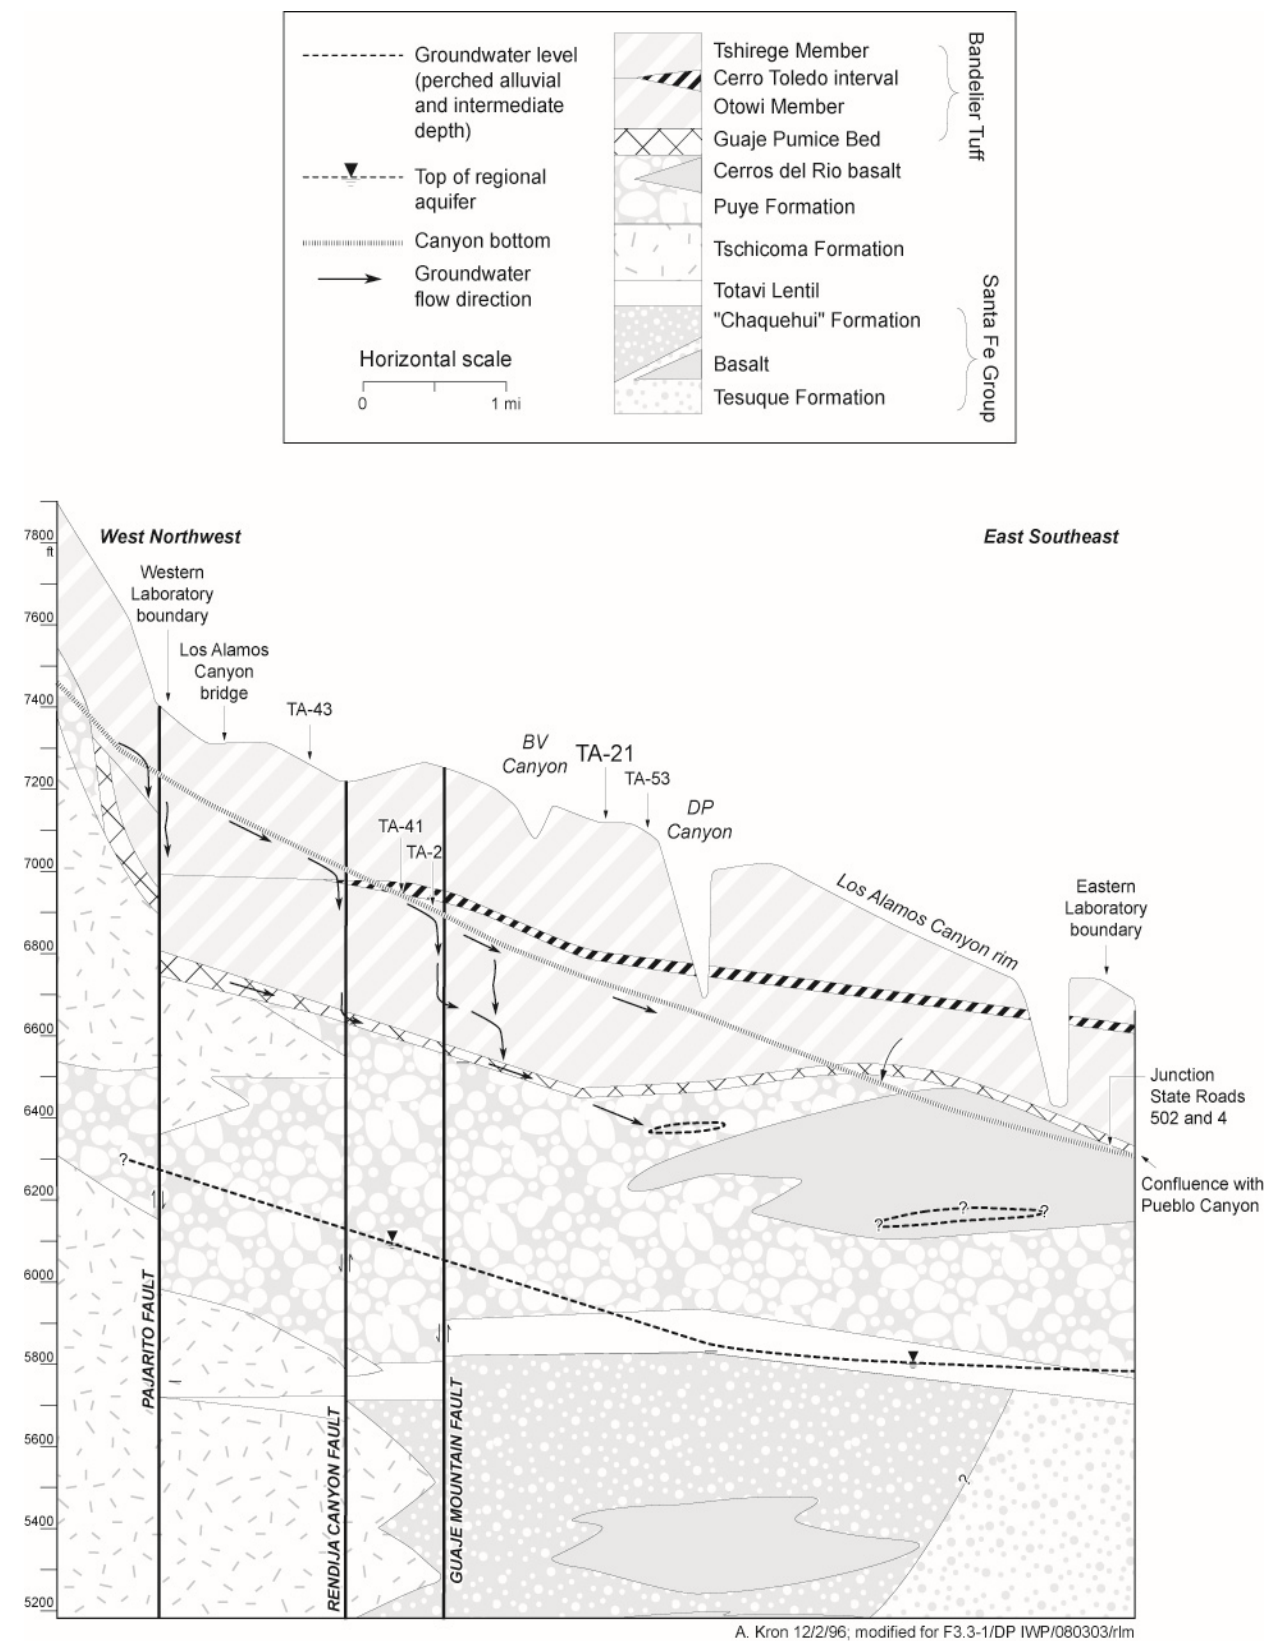 Groundwater level
(perched alluvial
and intermediate
depth)
Top of regional
aquifer
Canyon bottom
Groundwater
flow direction
Horizontal scale
0 1 mi
Tshirege Member
Cerro Toledo interval
Otowi Member
Guaje Pumice Bed
Cerros del Rio basalt
Puye Formation
Tschicoma Formation
Totavi Lentil
"Chaquehui" Formation
Basalt
Tesuque Formation
Bandelier Tuff
Santa Fe Group
West Northwest
East Southeast
7800
ft
7600
7400
7200
7000
6800
6600
6400
6200
6000
5800
5600
5400
5200
Western
Laboratory
boundary
Los Alamos
Canyon
bridge
TA-43
BV
Canyon
TA-21
TA-53
DP
Canyon
TA-41
TA-2
Los Alamos Canyon rim
Eastern
Laboratory
boundary
Junction
State Roads
502 and 4
Confluence with
Pueblo Canyon
?
?
?
?
?
PAJARITO FAULT
RENDIJA CANYON FAULT
GUAJE MOUNTAIN FAULT
A. Kron 12/2/96; modified for F3.3-1/DP IWP/080303/rlm